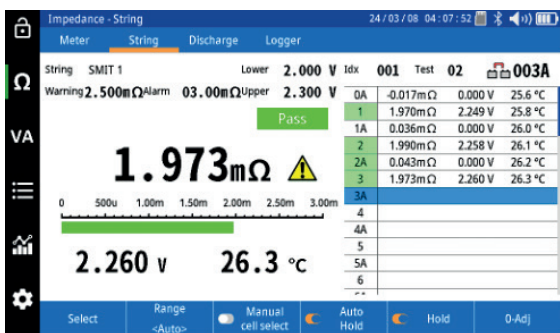 Impedance - String 24/03/08 04:07:52
Meter String Discharge Logger
String SMIT 1 Lower 2.000 V
Warning 2.500mΩ Alarm 03.00mΩ Upper 2.300 V
Pass
1.973mΩ
0 500u 1.00m 1.50m 2.00m 2.50m 3.00m
2.260 V 26.3 °C
Idx 001 Test 02 003A
0A -0.017mΩ 0.000 V 25.6 °C
1 1.970mΩ 2.249 V 25.8 °C
1A 0.036mΩ 0.000 V 26.0 °C
2 1.990mΩ 2.258 V 26.1 °C
2A 0.043mΩ 0.000 V 26.2 °C
3 1.973mΩ 2.260 V 26.3 °C
3A
4
4A
5
5A
6
Ω
VA
Select
Range
<Auto>
Manual
cell select
Auto
Hold
Hold
0-Adj